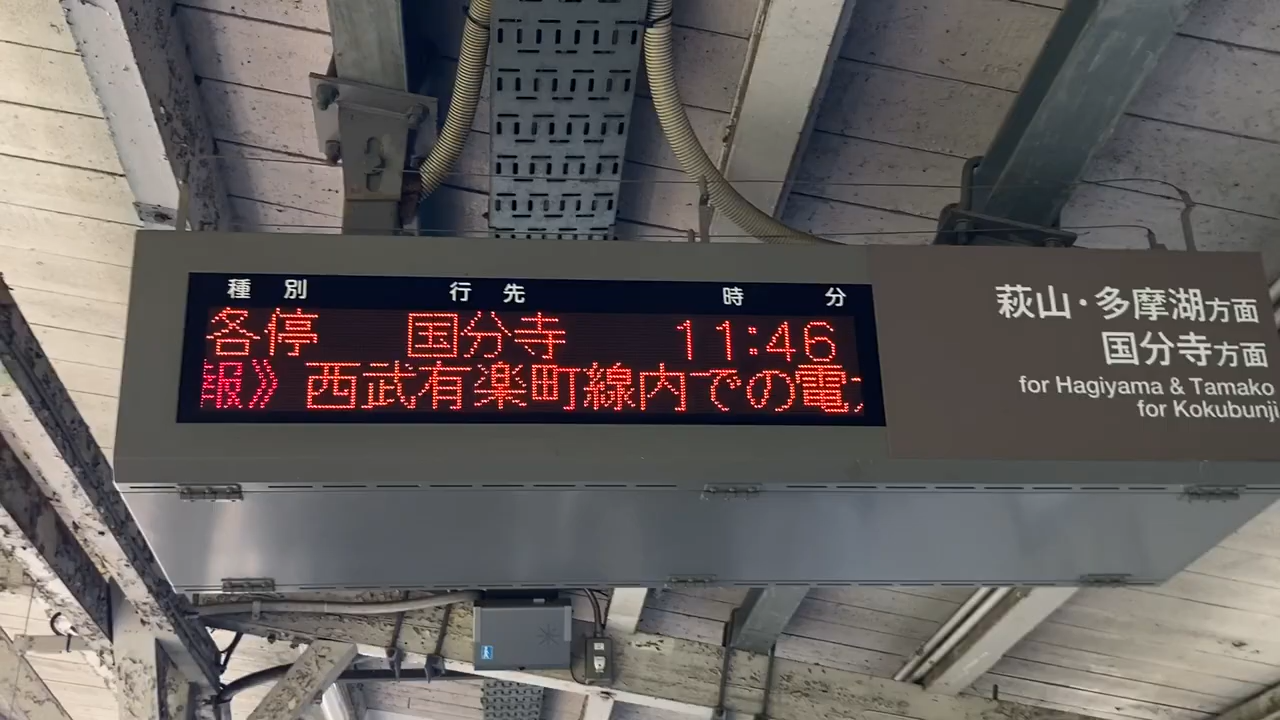 種別 行先 時分
各停 国分寺 11:46
報》 西武有楽町線内での電
萩山・多摩湖方面
国分寺方面
for Hagiyama & Tamako
for Kokubunji